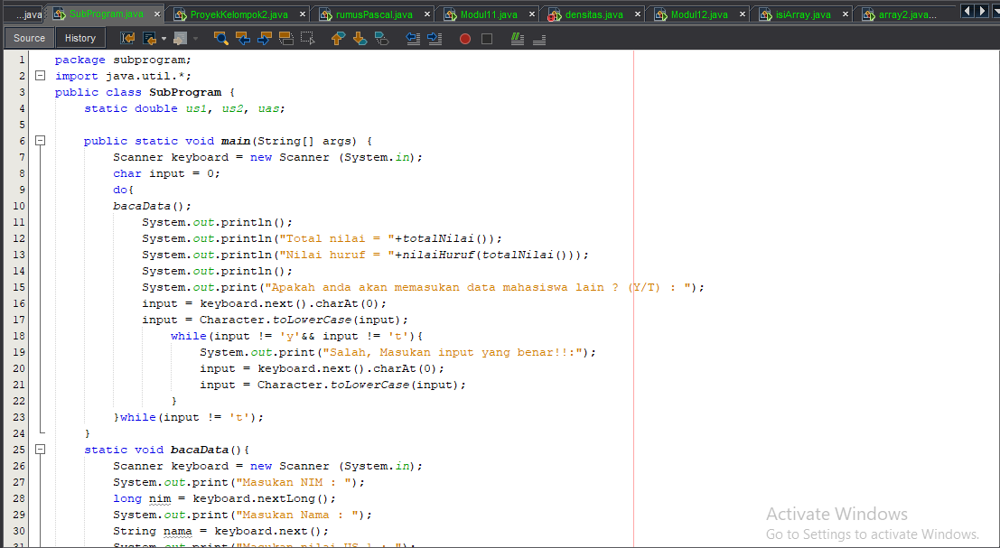 ...java SubProgram.java × ProyekKelompok2.java × rumusPascal.java × Modul11.java × densitas.java × Modul12.java × isiArray.java × array2.java...
Source History
1 package subprogram;
2 import java.util.*;
3 public class SubProgram {
4 static double us1, us2, uas;
5
6 public static void main(String[] args) {
7 Scanner keyboard = new Scanner (System.in);
8 char input = 0;
9 do{
10 bacaData();
11 System.out.println();
12 System.out.println("Total nilai = "+totalNilai());
13 System.out.println("Nilai huruf = "+nilaiHuruf(totalNilai()));
14 System.out.println();
15 System.out.print("Apakah anda akan memasukan data mahasiswa lain ? (Y/T) : ");
16 input = keyboard.next().charAt(0);
17 input = Character.toLowerCase(input);
18 while(input != 'y'&& input != 't'){
19 System.out.print("Salah, Masukan input yang benar!!:");
20 input = keyboard.next().charAt(0);
21 input = Character.toLowerCase(input);
22 }
23 }while(input != 't');
24 }
25 static void bacaData(){
26 Scanner keyboard = new Scanner (System.in);
27 System.out.print("Masukan NIM : ");
28 long nim = keyboard.nextLong();
29 System.out.print("Masukan Nama : ");
30 String nama = keyboard.next();
31 System.out.print("Masukan nilai US 1 : ");
Activate Windows
Go to Settings to activate Windows.